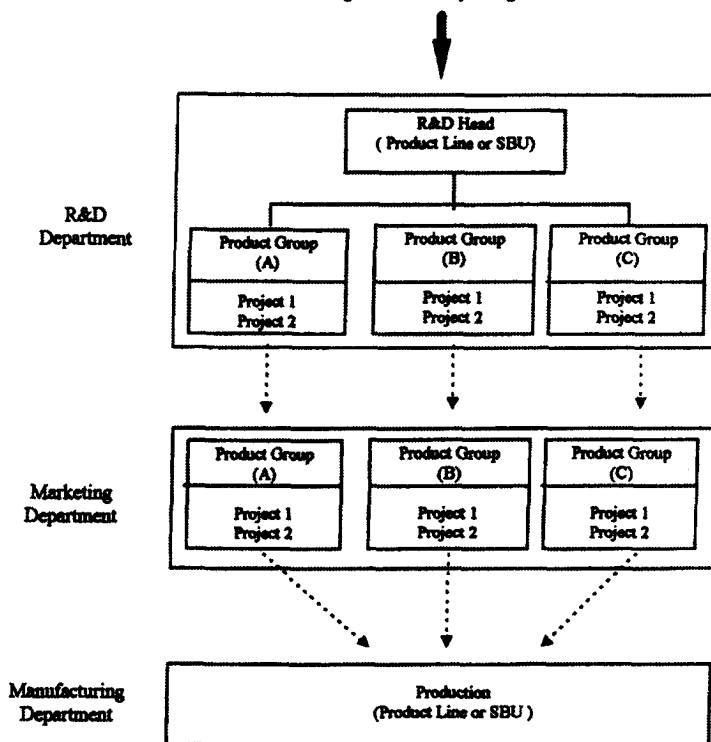 R&D Head
( Product Line or SBU)
R&D
Department
Product Group
(A)
Project 1
Project 2
Product Group
(B)
Project 1
Project 2
Product Group
(C)
Project 1
Project 2
Marketing
Department
Product Group
(A)
Project 1
Project 2
Product Group
(B)
Project 1
Project 2
Product Group
(C)
Project 1
Project 2
Manufacturing
Department
Production
(Product Line or SBU )